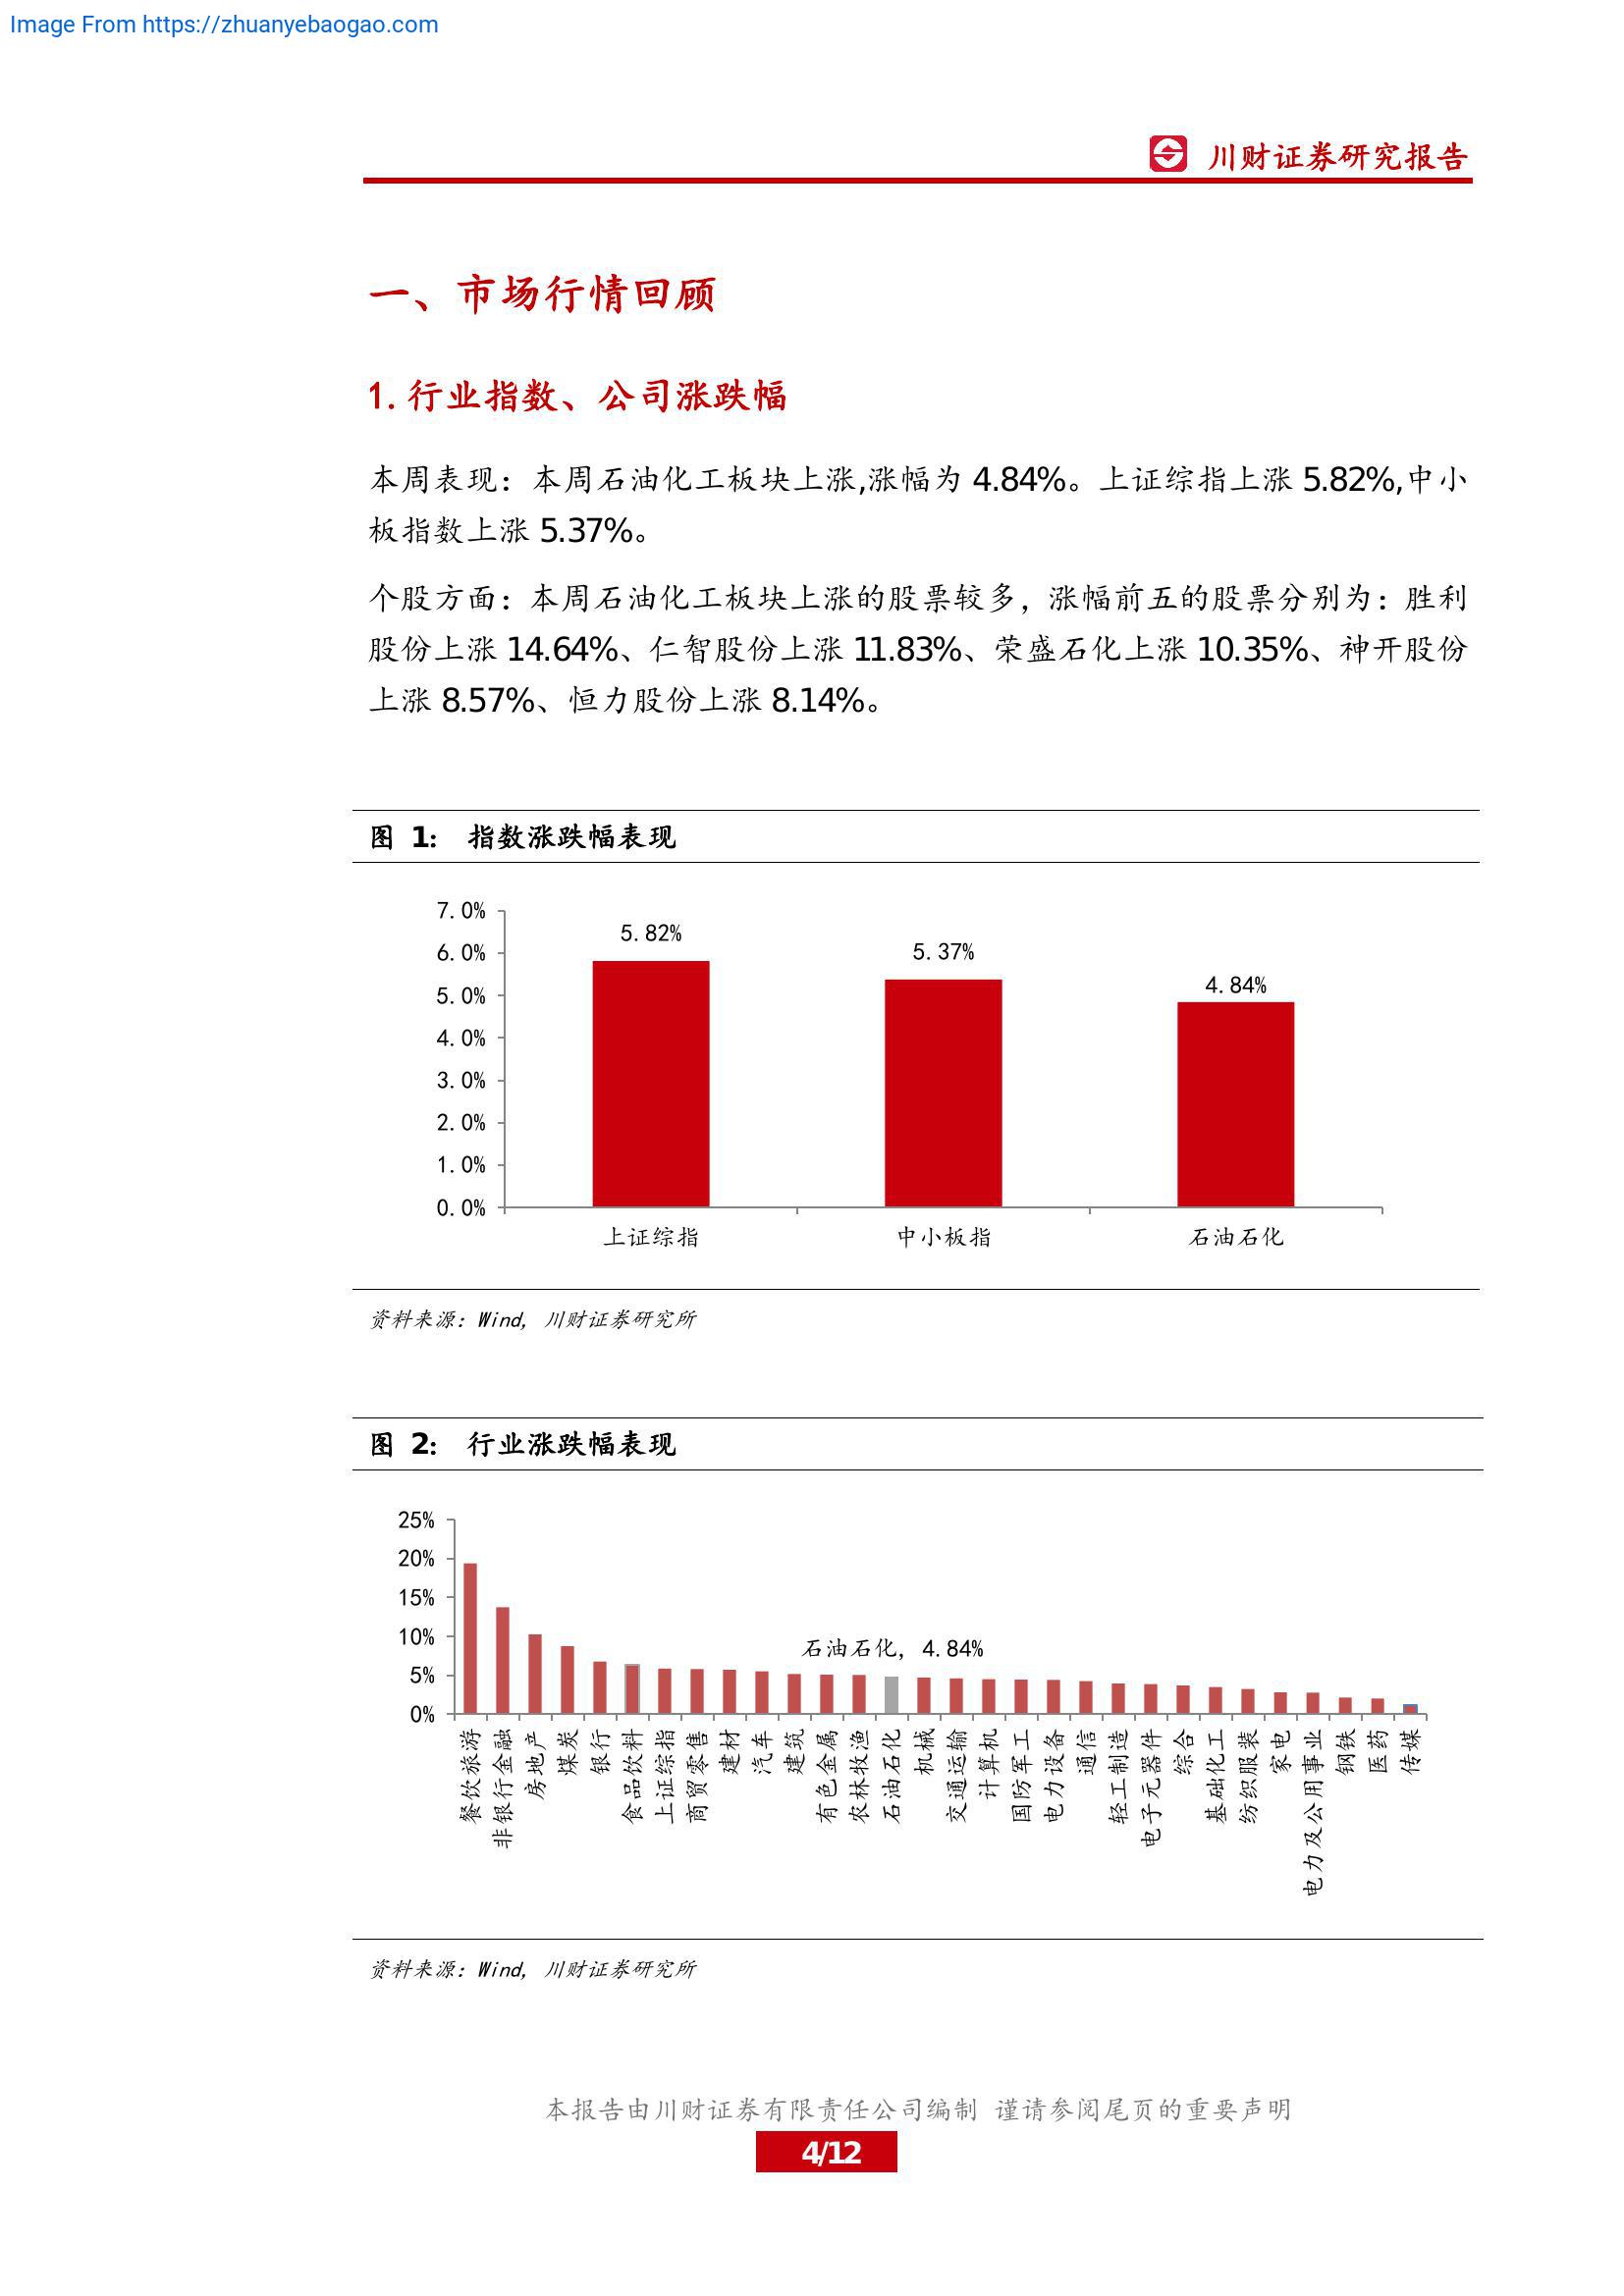 Image From https://zhuanyebaogao.com
川财证券研究报告
一、市场行情回顾
1.行业指数、公司涨跌幅
本周表现：本周石油化工板块上涨,涨幅为 4.84%。上证综指上涨 5.82%,中小
板指数上涨 5.37%。
个股方面：本周石油化工板块上涨的股票较多，涨幅前五的股票分别为：胜利
股份上涨 14.64%、仁智股份上涨 11.83%、荣盛石化上涨 10.35%、神开股份
上涨 8.57%、恒力股份上涨 8.14%。
图 1： 指数涨跌幅表现
7.0%
6.0%
5.0%
4.0%
3.0%
2.0%
1.0%
0.0%
5.82%
5.37%
4.84%
上证综指
中小板指
石油石化
资料来源：Wind, 川财证券研究所
图 2： 行业涨跌幅表现
25%
20%
15%
10%
5%
0%
石油石化, 4.84%
餐饮旅游
非银行金融
房地产
煤炭
银行
食品饮料
上证综指
商贸零售
建材
汽车
建筑
有色金属
农林牧渔
石油石化
机械
交通运输
计算机
国防军工
电力设备
通信
轻工制造
电子元器件
综合
基础化工
纺织服装
家电
电力及公用事业
钢铁
医药
传媒
资料来源：Wind, 川财证券研究所
本报告由川财证券有限责任公司编制 谨请参阅尾页的重要声明
4/12